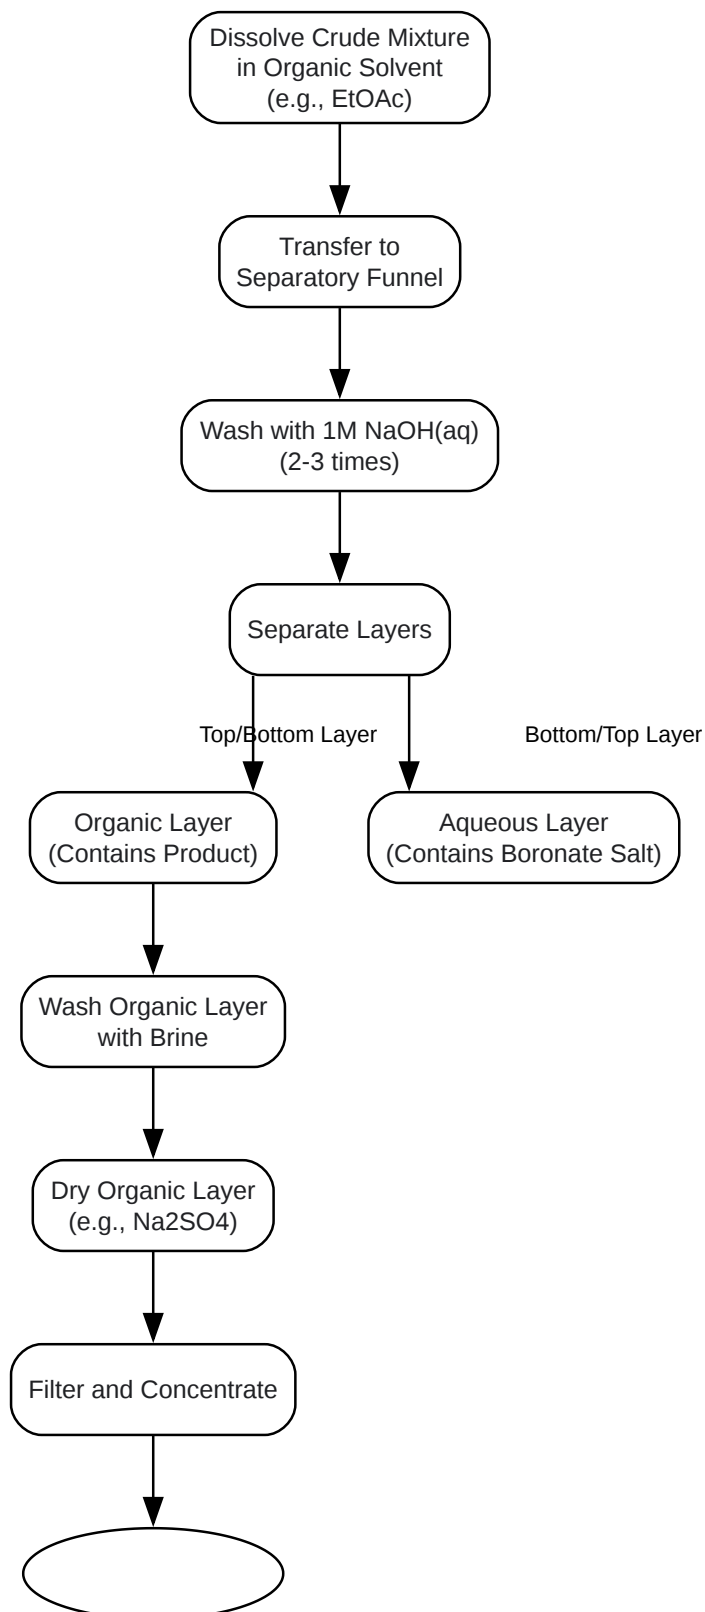 Dissolve Crude Mixture
in Organic Solvent
(e.g., EtOAc)
Transfer to
Separatory Funnel
Wash with 1M NaOH(aq)
(2-3 times)
Separate Layers
Top/Bottom Layer
Bottom/Top Layer
Organic Layer
(Contains Product)
Aqueous Layer
(Contains Boronate Salt)
Wash Organic Layer
with Brine
Dry Organic Layer
(e.g., Na2SO4)
Filter and Concentrate